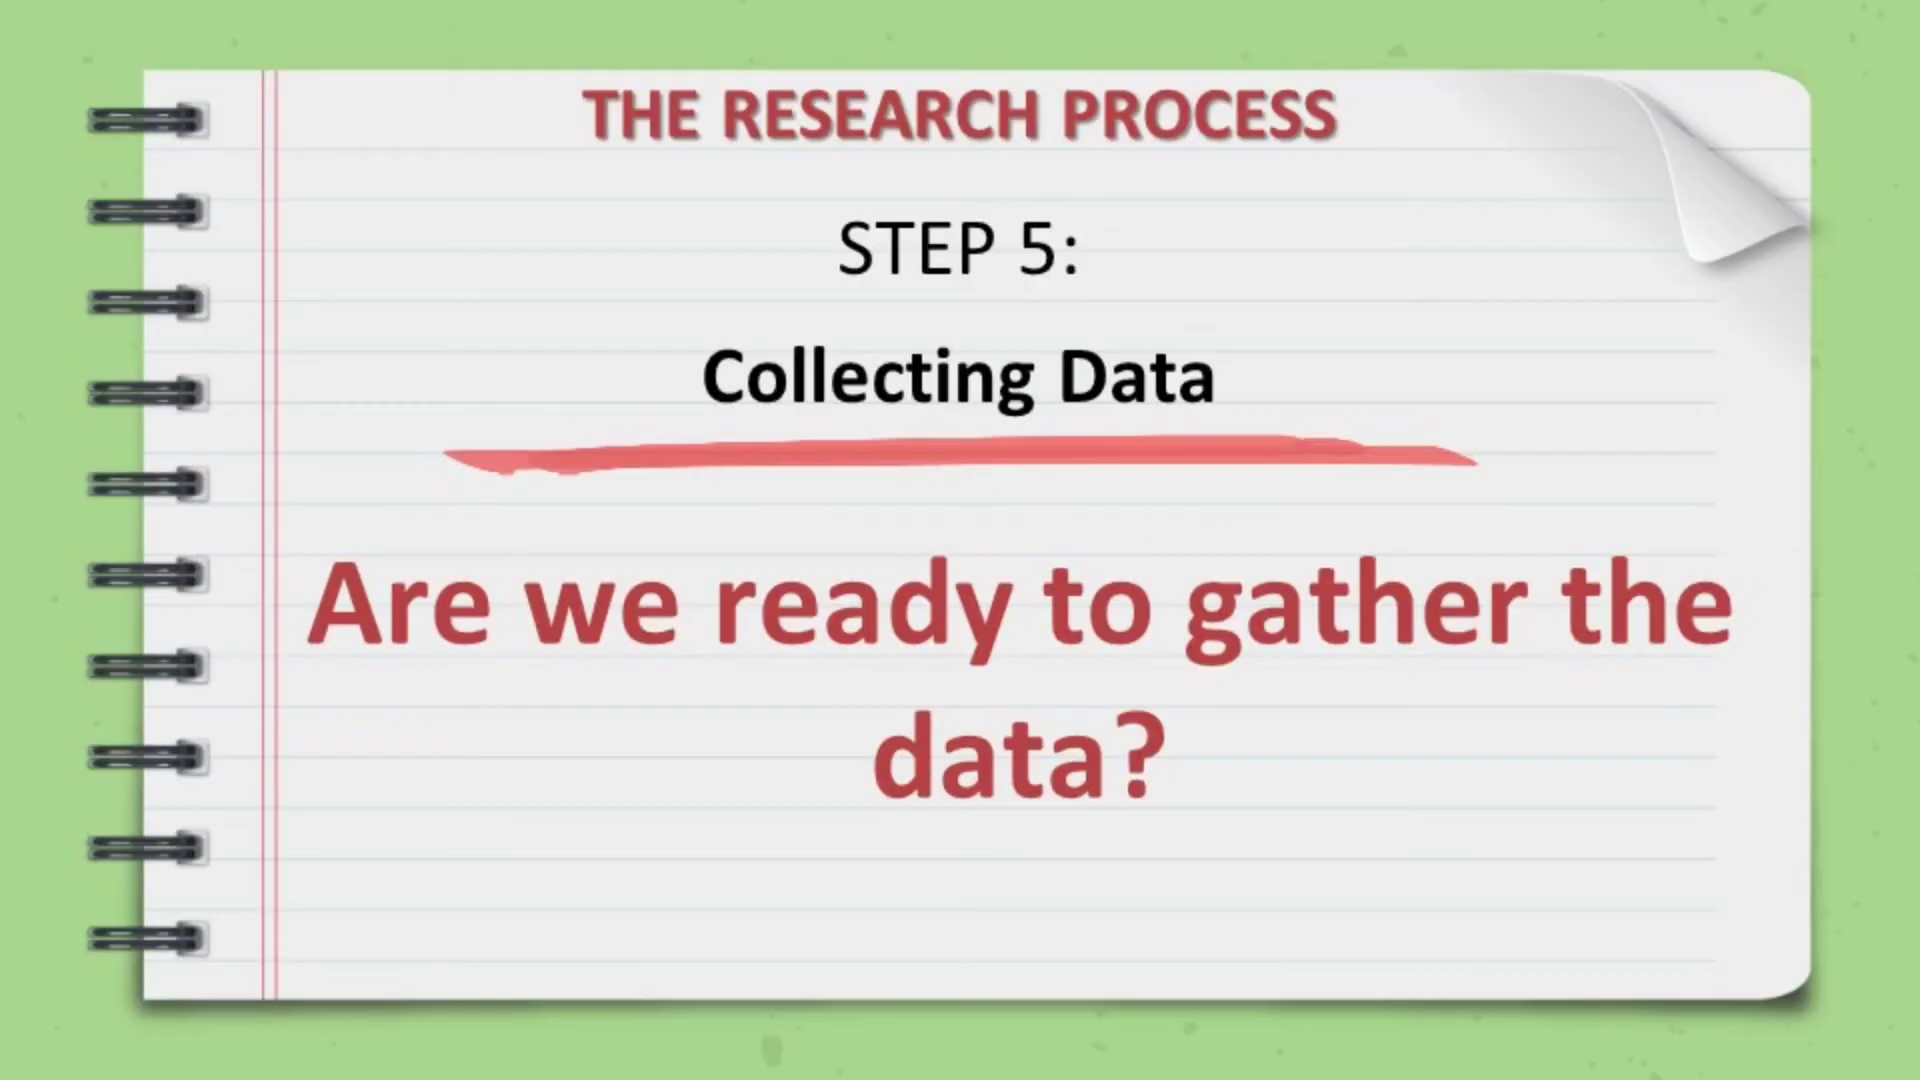 THE RESEARCH PROCESS
STEP 5:
Collecting Data
Are we ready to gather the
data?